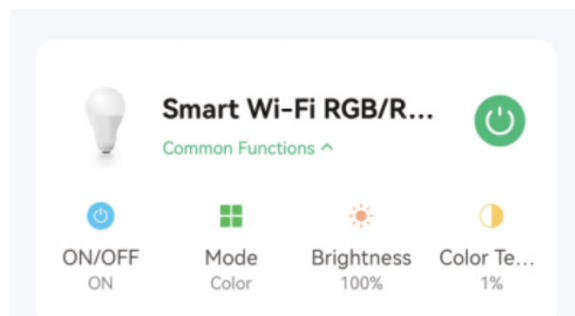 Smart Wi-Fi RGB/R...
Common Functions
ON/OFF Mode Brightness Color Te...
ON Color 100% 1%